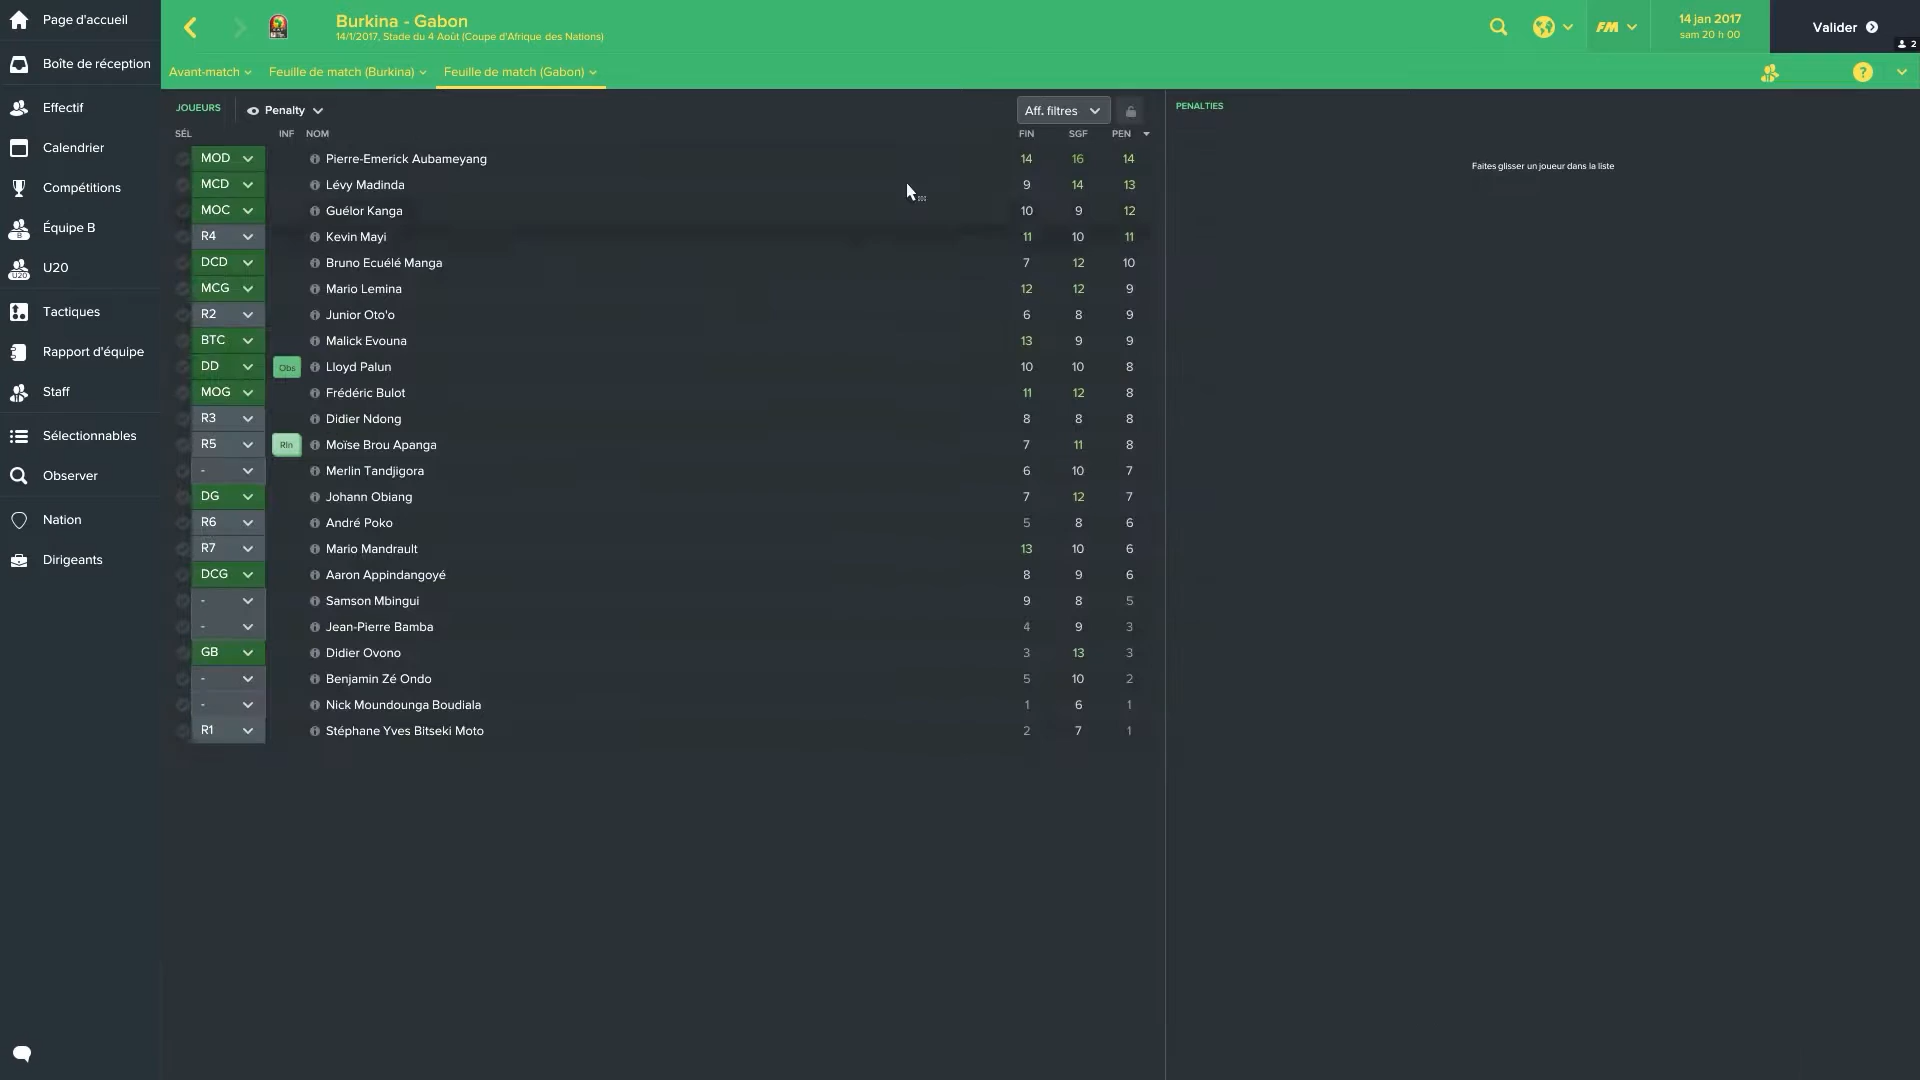 Page d'accueil
Boîte de réception
Effectif
Calendrier
Compétitions
Équipe B
U20
Tactiques
Rapport d'équipe
Staff
Sélectionnables
Observer
Nation
Dirigeants
Burkina - Gabon
14/1/2017, Stade du 4 Août (Coupe d'Afrique des Nations)
FM
14 jan 2017
sam 20 h 00
Valider
2
Avant-match Feuille de match (Burkina) Feuille de match (Gabon)
?
JOUEURS Penalty Aff. filtres
SÉL INF NOM FIN SGF PEN
MOD Pierre-Emerick Aubameyang 14 16 14
MCD Lévy Madinda 9 14 13
MOC Guélor Kanga 10 9 12
R4 Kevin Mayi 11 10 11
DCD Bruno Ecuélé Manga 7 12 10
MCG Mario Lemina 12 12 9
R2 Junior Oto'o 6 8 9
BTC Malick Evouna 13 9 9
DD Obs Lloyd Palun 10 10 8
MOG Frédéric Bulot 11 12 8
R3 Didier Ndong 8 8 8
R5 RIn Moïse Brou Apanga 7 11 8
- Merlin Tandjigora 6 10 7
DG Johann Obiang 7 12 7
R6 André Poko 5 8 6
R7 Mario Mandrault 13 10 6
DCG Aaron Appindangoyé 8 9 6
- Samson Mbingui 9 8 5
- Jean-Pierre Bamba 4 9 3
GB Didier Ovono 3 13 3
- Benjamin Zé Ondo 5 10 2
- Nick Moundounga Boudiala 1 6 1
R1 Stéphane Yves Bitseki Moto 2 7 1
PENALTIES
Faites glisser un joueur dans la liste